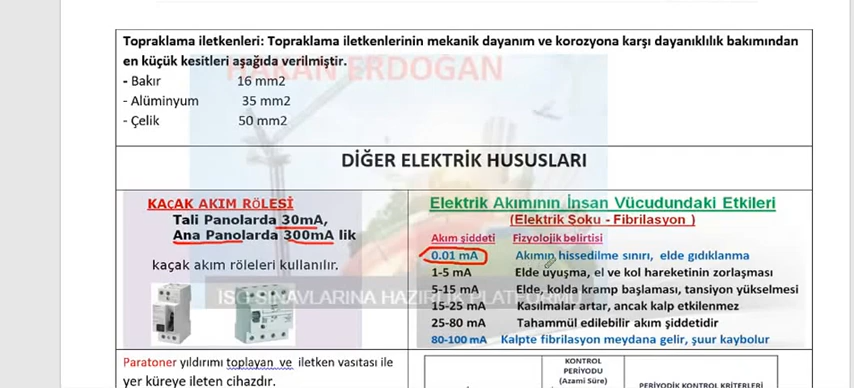 Topraklama iletkenleri: Topraklama iletkenlerinin mekanik dayanım ve korozyona karşı dayanıklılık bakımından
en küçük kesitleri aşağıda verilmiştir.
HAKAN ERDOGAN
- Bakır 16 mm2
- Alüminyum 35 mm2
- Çelik 50 mm2
DİĞER ELEKTRİK HUSUSLARI
KAÇAK AKIM RÖLESİ
Tali Panolarda 30mA,
Ana Panolarda 300mA lik
kaçak akım röleleri kullanılır.
Elektrik Akımının İnsan Vücudundaki Etkileri
(Elektrik Şoku - Fibrilasyon )
Akım şiddeti Fizyolojik belirtisi
0.01 mA Akımın hissedilme sınırı, elde gıdıklanma
1-5 mA Elde uyuşma, el ve kol hareketinin zorlaşması
5-15 mA Elde, kolda kramp başlaması, tansiyon yükselmesi
15-25 mA Kasılmalar artar, ancak kalp etkilenmez
25-80 mA Tahammül edilebilir akım şiddetidir
80-100 mA Kalpte fibrilasyon meydana gelir, şuur kaybolur
İSG SINAVLARINA HAZIRLIK PLATFORMU
Paratoner yıldırımı toplayan ve iletken vasıtası ile
yer küreye ileten cihazdır.
KONTROL
PERİYODU
(Azami Süre)
PERİYODİK KONTROL KRİTERLERİ